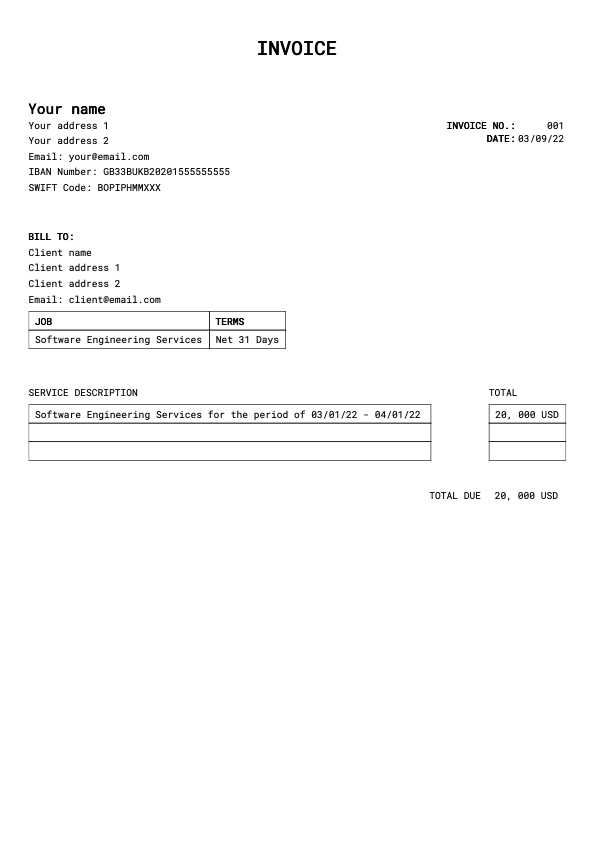 INVOICE
Your name
Your address 1
INVOICE NO.: 001
Your address 2
DATE: 03/09/22
Email: your@email.com
IBAN Number: GB33BUKB20201555555555
SWIFT Code: BOPIPHMMXXX
BILL TO:
Client name
Client address 1
Client address 2
Email: client@email.com
JOB TERMS
Software Engineering Services Net 31 Days
SERVICE DESCRIPTION TOTAL
Software Engineering Services for the period of 03/01/22 - 04/01/22 20, 000 USD
TOTAL DUE 20, 000 USD